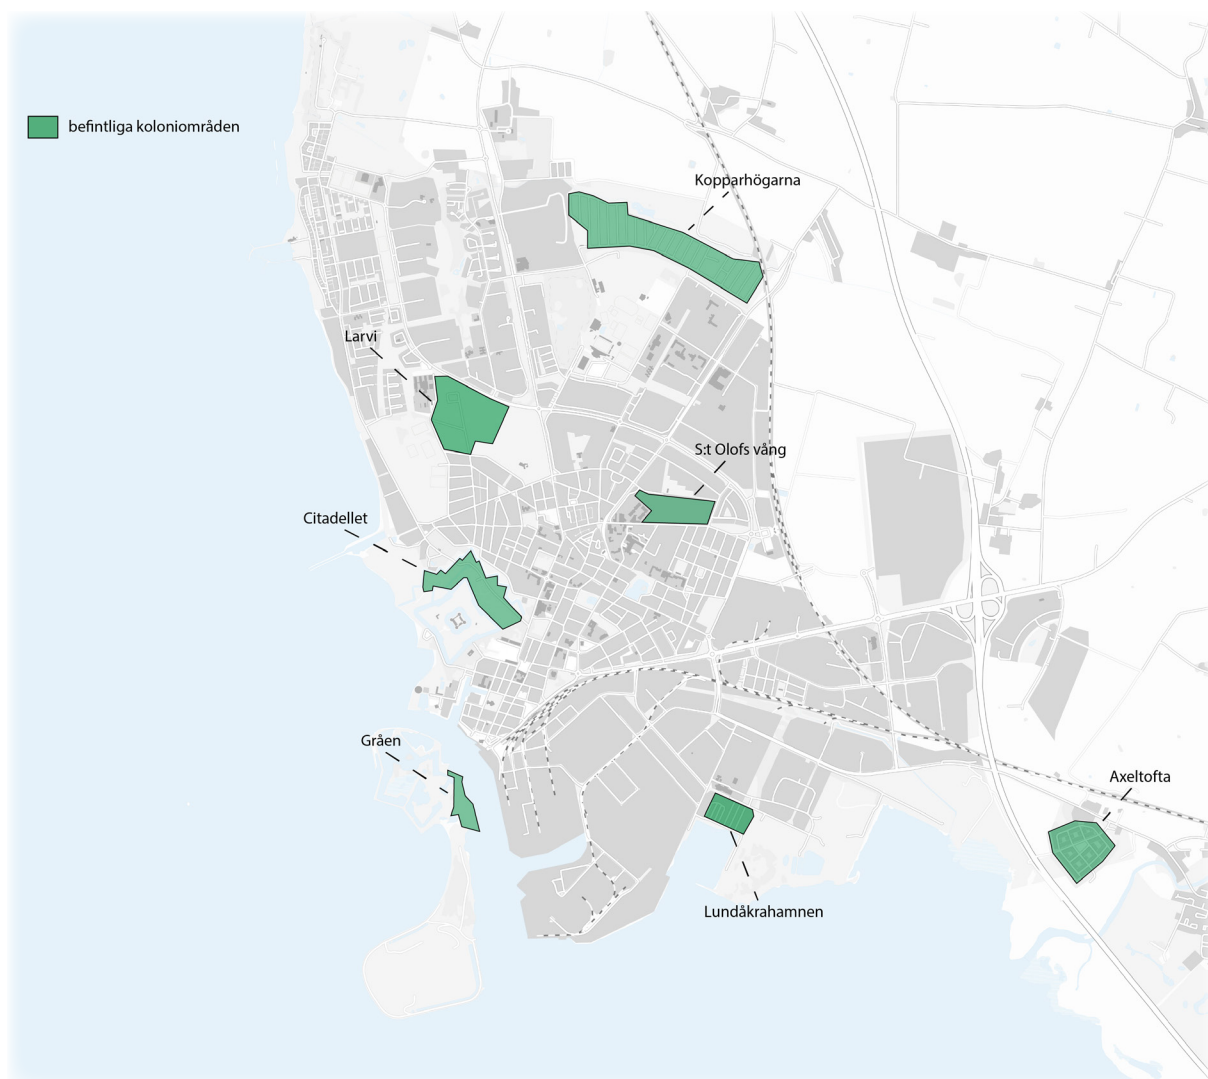 befintliga koloniområden
Kopparhögarna
Larvi
S:t Olofs vång
Citadellet
Gråen
Axeltofta
Lundåkrahamnen